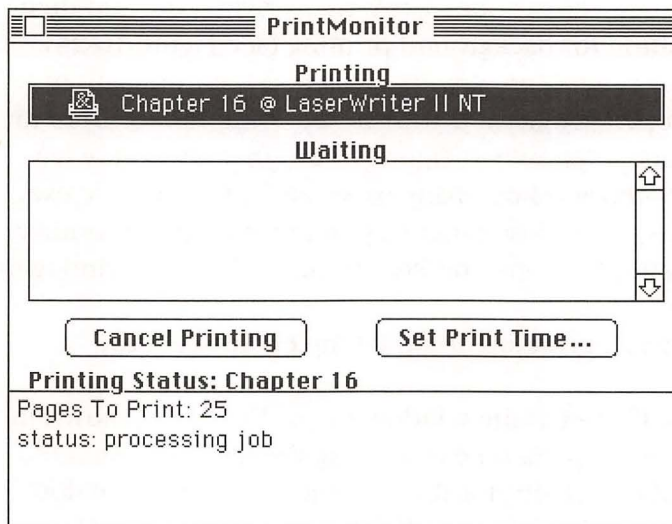 PrintMonitor
Printing
Chapter 16 @ LaserWriter II NT
Waiting
Cancel Printing
Set Print Time...
Printing Status: Chapter 16
Pages To Print: 25
status: processing job